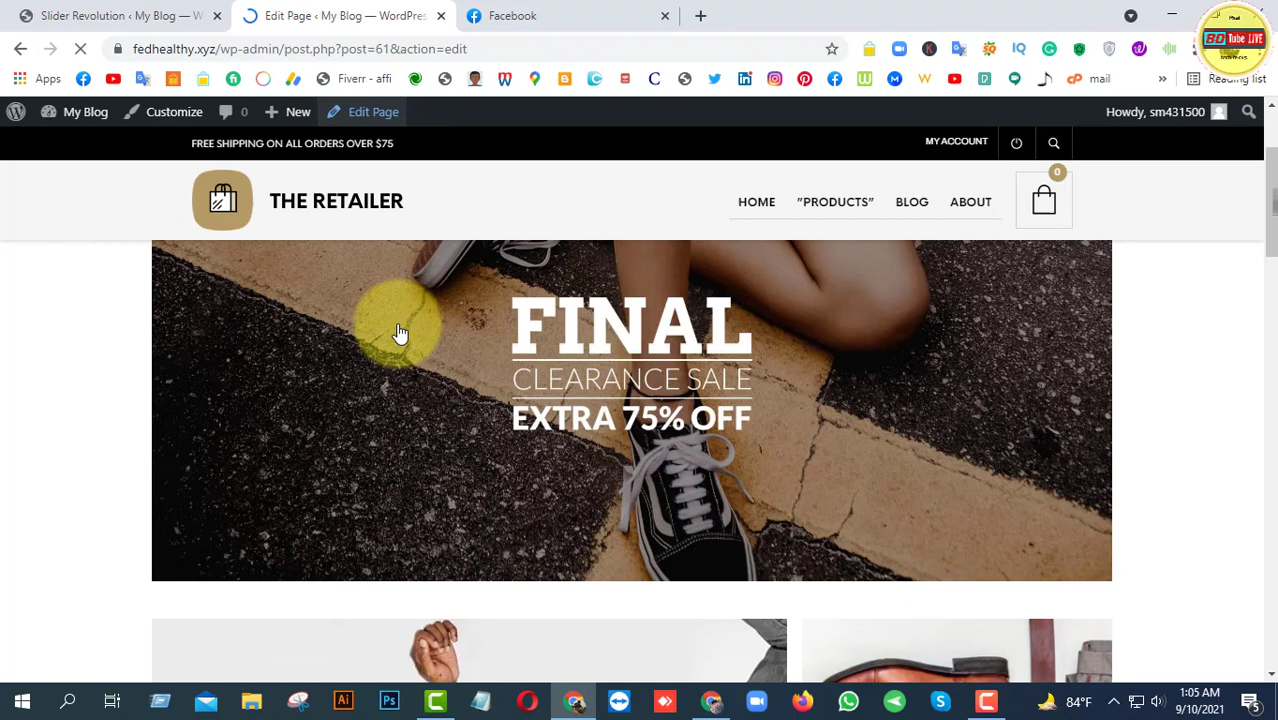 Slider Revolution ‹ My Blog — W
Edit Page ‹ My Blog — WordPres
Facebook
fedhealthy.xyz/wp-admin/post.php?post=61&action=edit
BD Tube LIVE
Apps
Fiverr - affi
mail
Reading list
My Blog
Customize
0
New
Edit Page
Howdy, sm431500
FREE SHIPPING ON ALL ORDERS OVER $75
MY ACCOUNT
THE RETAILER
HOME
"PRODUCTS"
BLOG
ABOUT
0
FINAL
CLEARANCE SALE
EXTRA 75% OFF
84°F
1:05 AM
9/10/2021
5